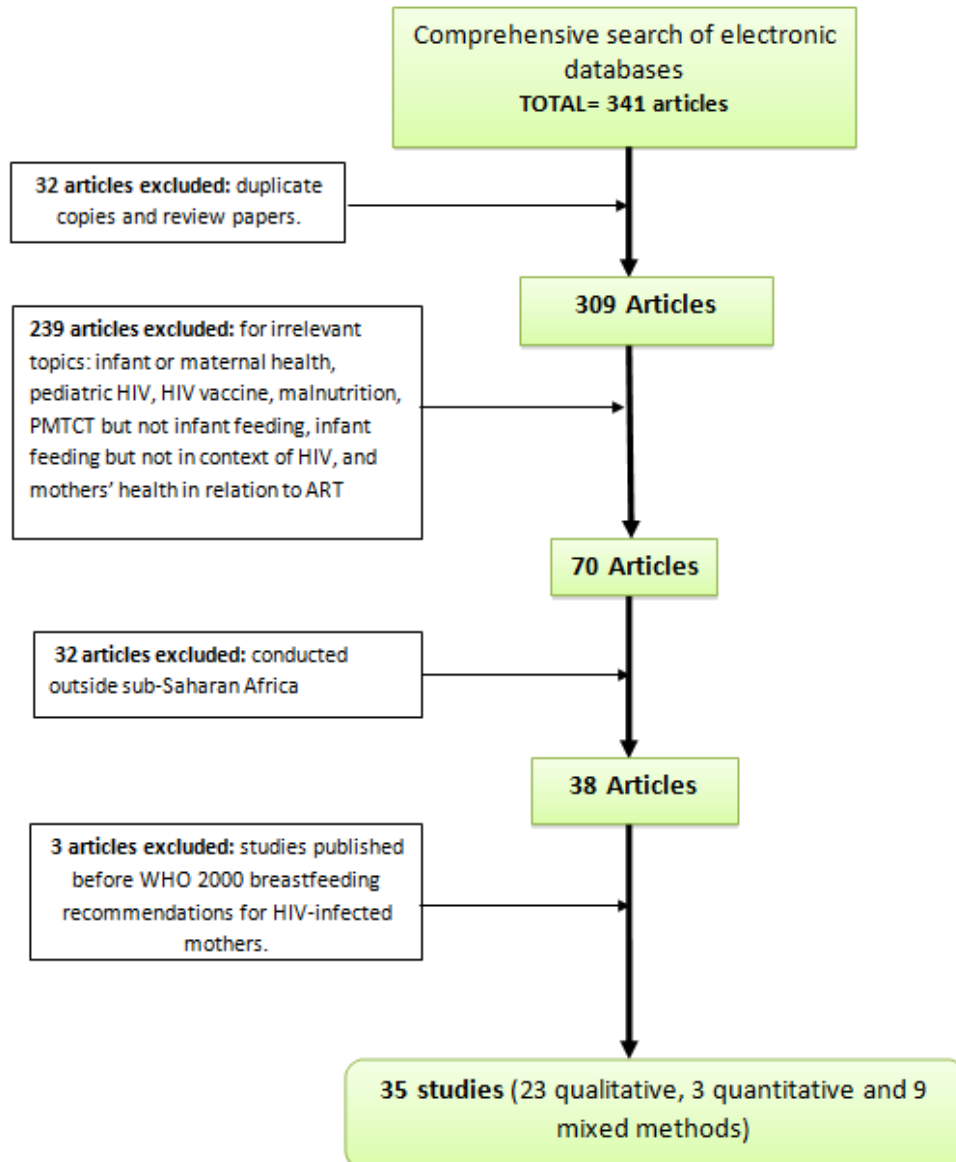 Comprehensive search of electronic
databases
TOTAL= 341 articles
32 articles excluded: duplicate
copies and review papers.
309 Articles
239 articles excluded: for irrelevant
topics: infant or maternal health,
pediatric HIV, HIV vaccine, malnutrition,
PMTCT but not infant feeding, infant
feeding but not in context of HIV, and
mothers’ health in relation to ART
70 Articles
32 articles excluded: conducted
outside sub-Saharan Africa
38 Articles
3 articles excluded: studies published
before WHO 2000 breastfeeding
recommendations for HIV-infected
mothers.
35 studies (23 qualitative, 3 quantitative and 9
mixed methods)